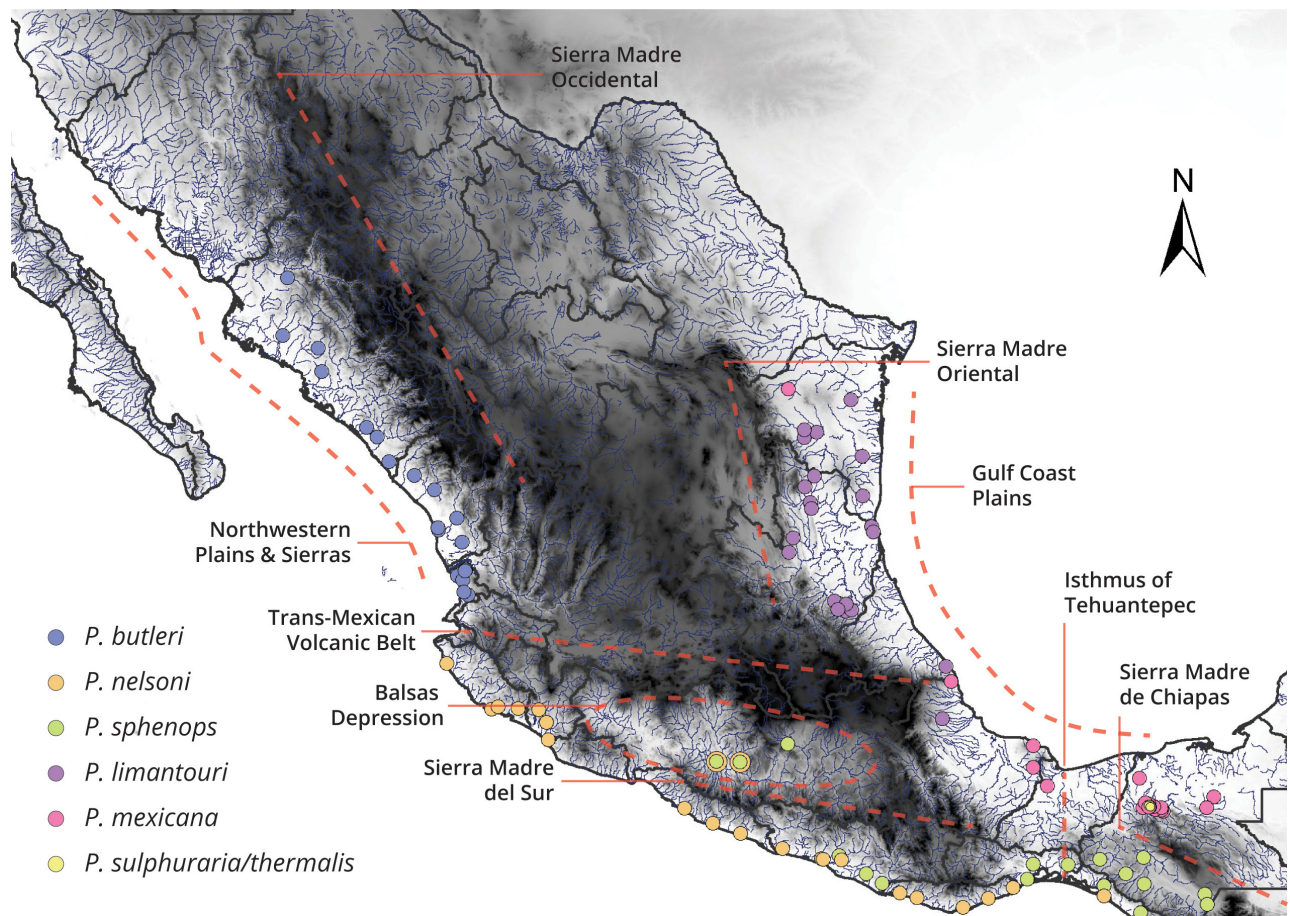 Sierra Madre
Occidental
N
Sierra Madre
Oriental
Gulf Coast
Plains
Northwestern
Plains & Sierras
Isthmus of
Tehuantepec
Trans-Mexican
Volcanic Belt
Sierra Madre
de Chiapas
Balsas
Depression
Sierra Madre
del Sur
P. butleri
P. nelsoni
P. sphenops
P. limantouri
P. mexicana
P. sulphuraria/thermalis